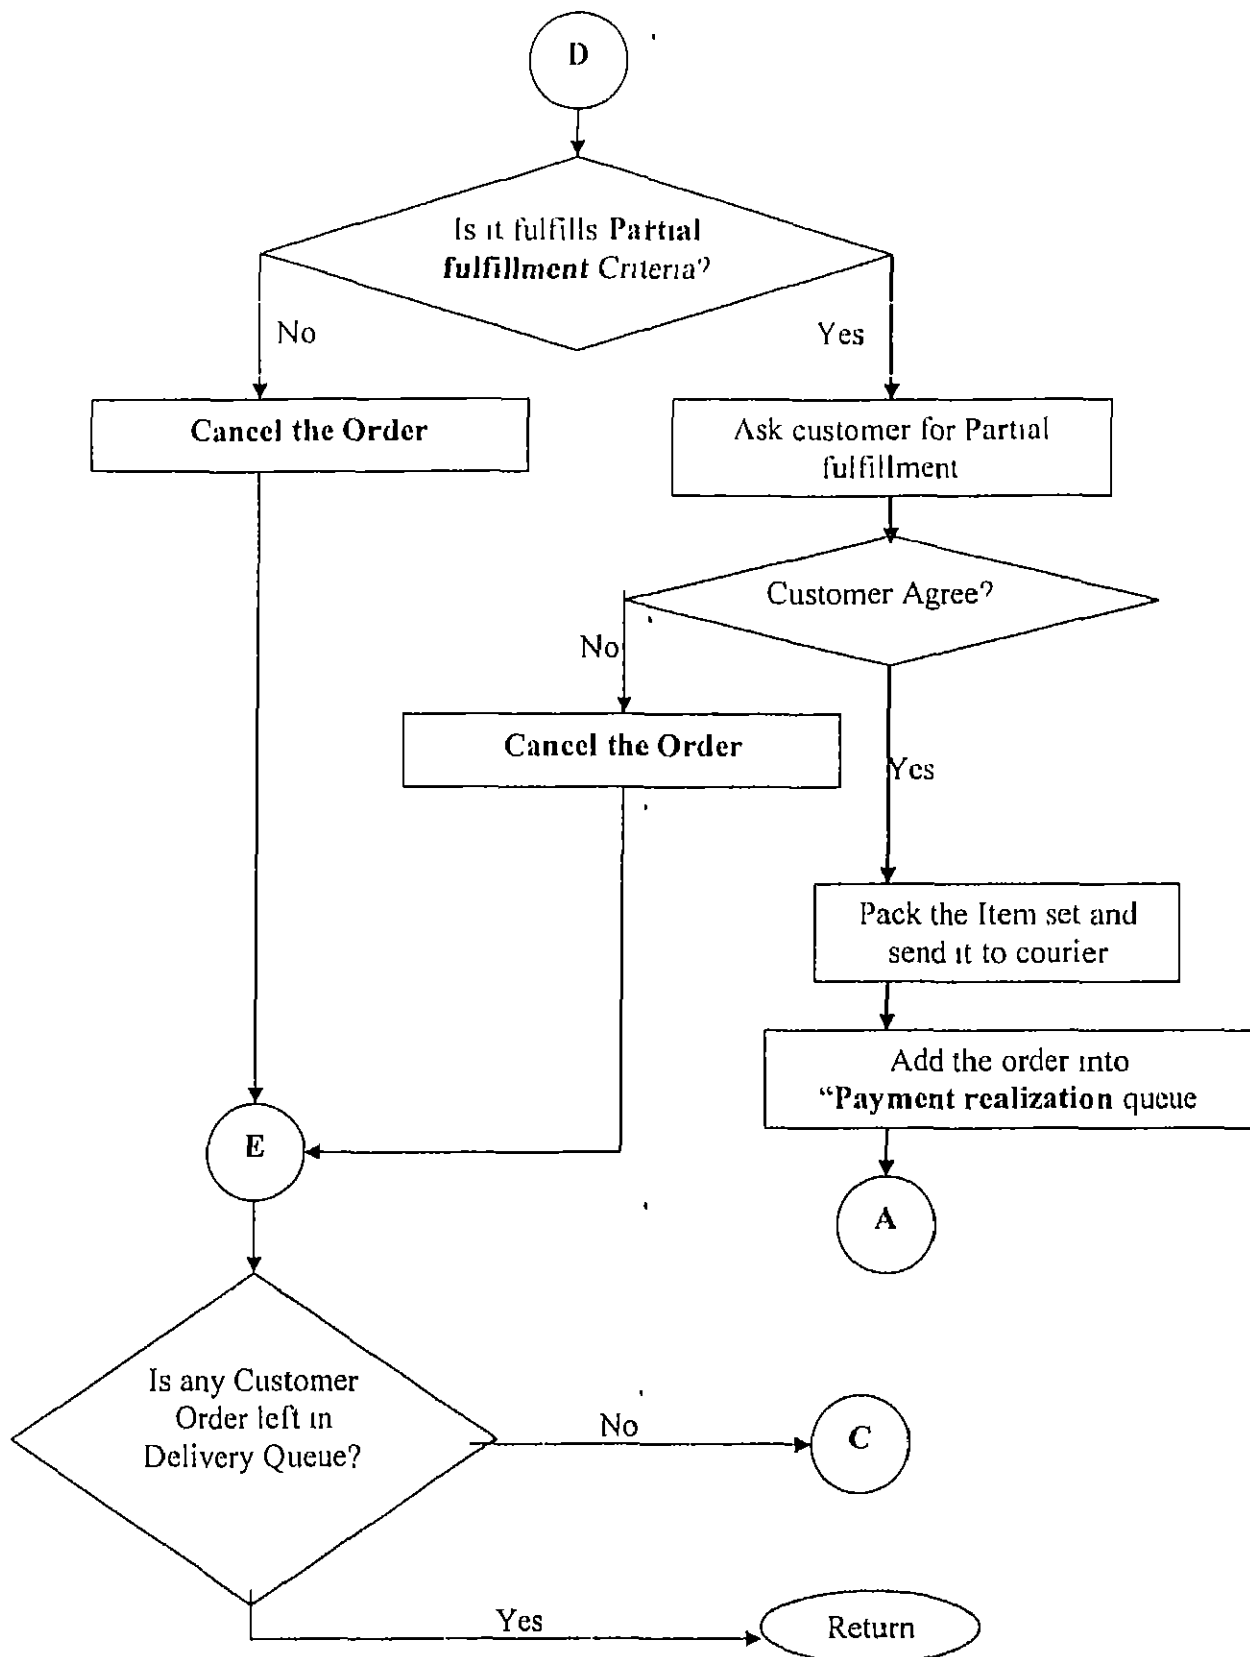 D
Is it fulfills Partial
fulfillment Criteria?
No
Yes
Cancel the Order
Ask customer for Partial
fulfillment
Customer Agree?
No
Cancel the Order
Yes
Pack the Item set and
send it to courier
Add the order into
“Payment realization queue
E
A
Is any Customer
Order left in
Delivery Queue?
No
C
Yes
Return